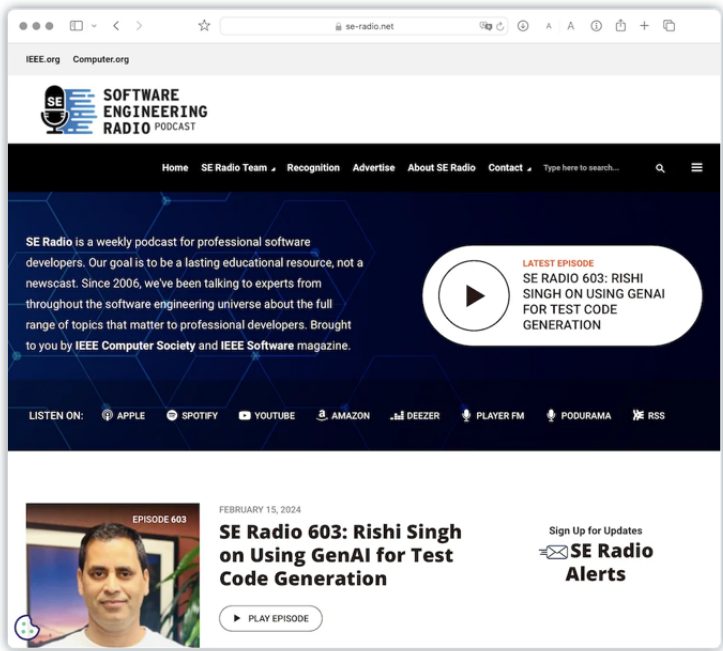 se-radio.net
A A
IEEE.org Computer.org
SE
SOFTWARE
ENGINEERING
RADIO PODCAST
Home SE Radio Team Recognition Advertise About SE Radio Contact Type here to search...
SE Radio is a weekly podcast for professional software
developers. Our goal is to be a lasting educational resource, not a
newscast. Since 2006, we've been talking to experts from
throughout the software engineering universe about the full
range of topics that matter to professional developers. Brought
to you by IEEE Computer Society and IEEE Software magazine.
LATEST EPISODE
SE RADIO 603: RISHI
SINGH ON USING GENAI
FOR TEST CODE
GENERATION
LISTEN ON: APPLE SPOTIFY YOUTUBE AMAZON DEEZER PLAYER FM PODURAMA RSS
EPISODE 603
FEBRUARY 15, 2024
SE Radio 603: Rishi Singh
on Using GenAI for Test
Code Generation
PLAY EPISODE
Sign Up for Updates
SE Radio
Alerts